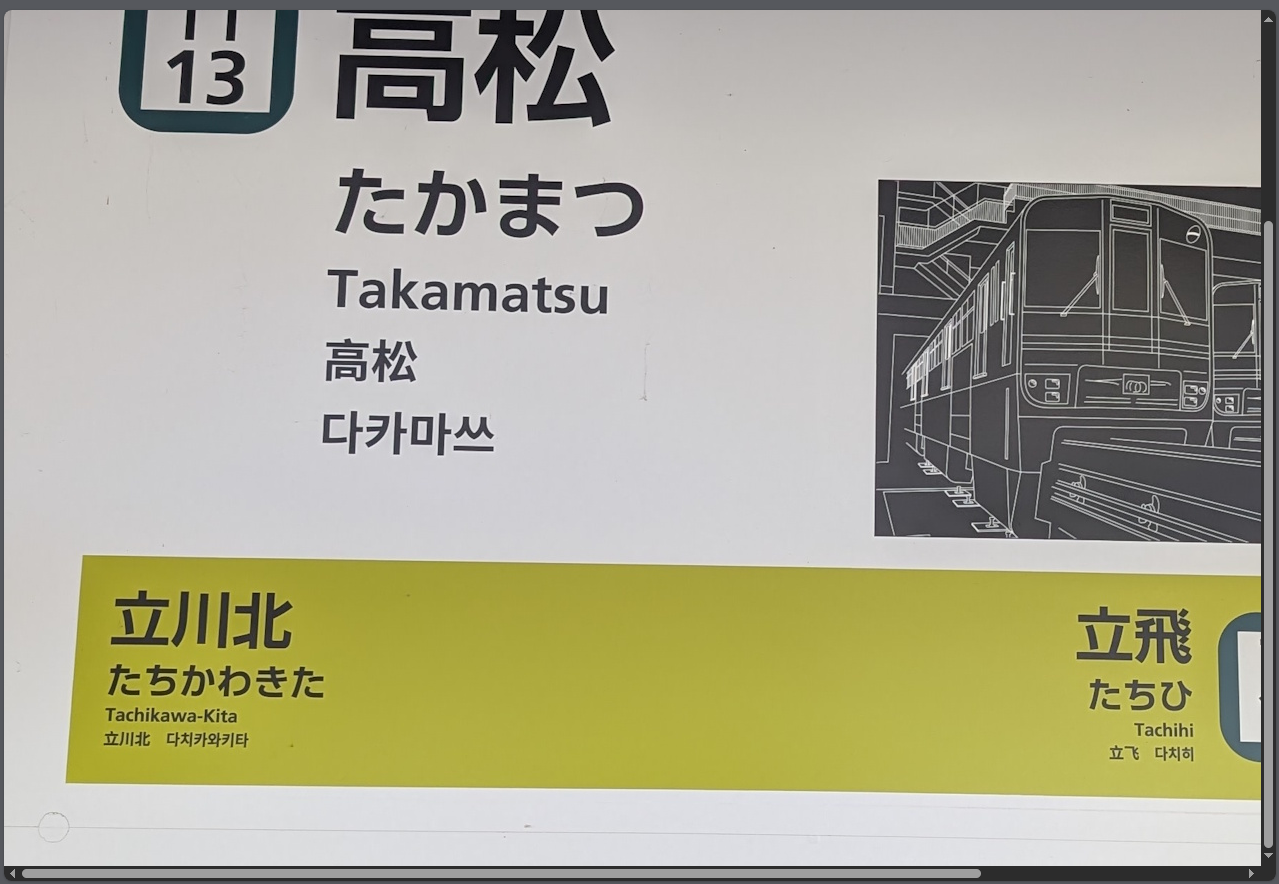 13
高松
たかまつ
Takamatsu
高松
다카마쓰
立川北
たちかわきた
Tachikawa-Kita
立川北 다치카와키타
立飛
たちひ
Tachihi
立飞 다치히